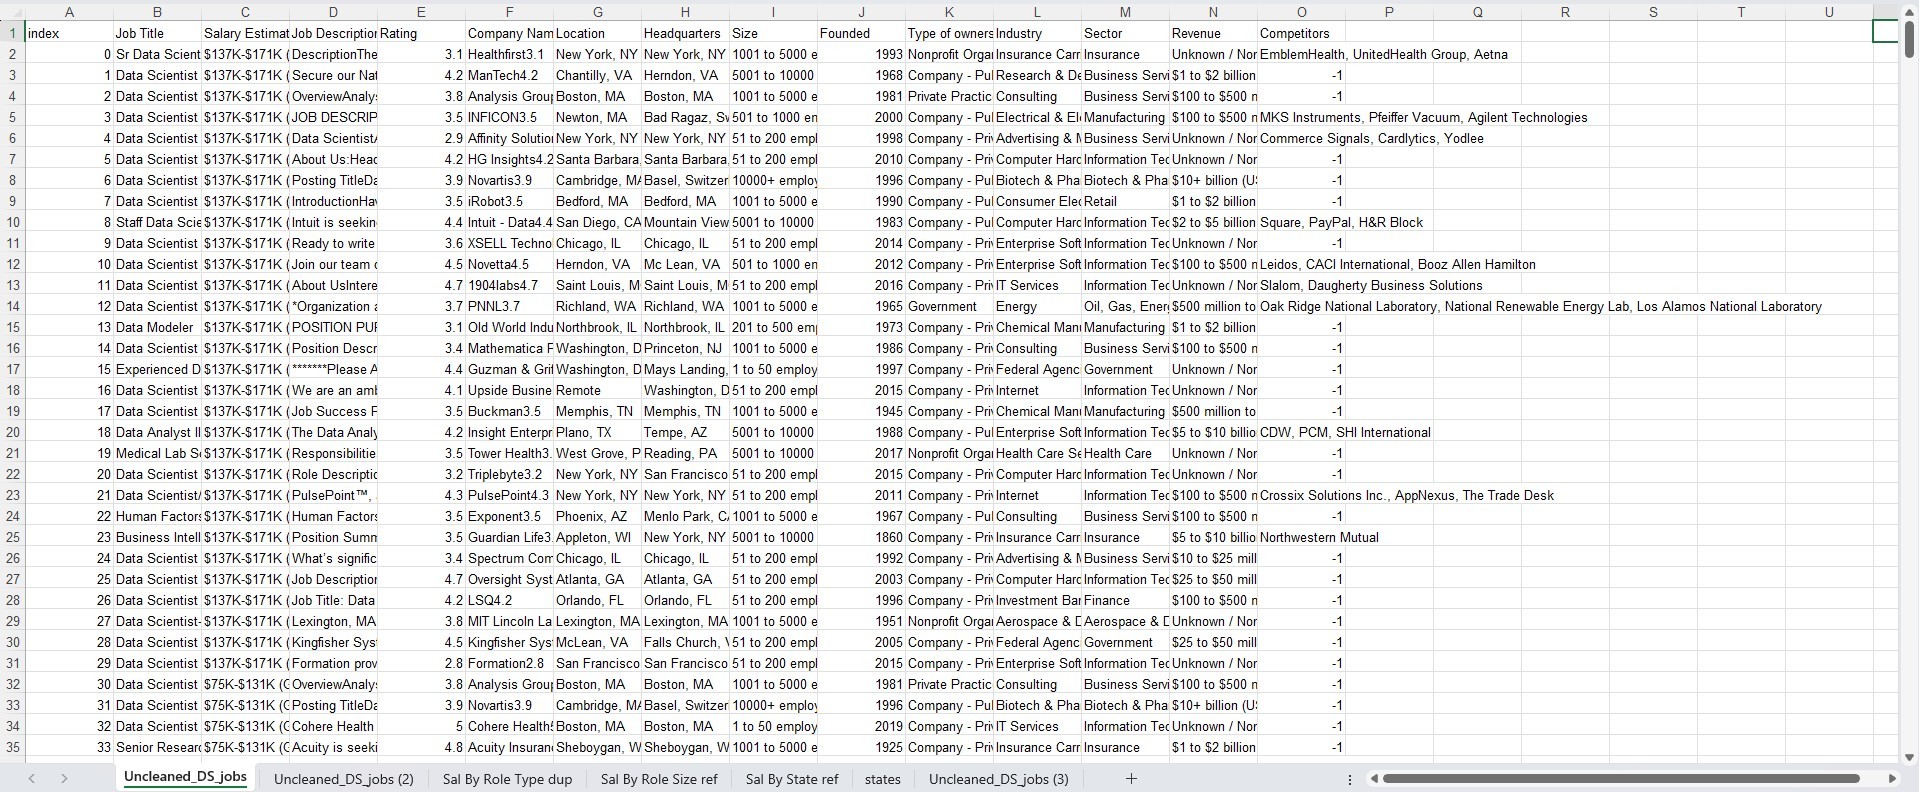 A B C D E F G H I J K L M N O P Q R S T U
1 index Job Title Salary Estimat Job Description Rating Company Name Location Headquarters Size Founded Type of owners Industry Sector Revenue Competitors
2 0 Sr Data Scient $137K-$171K ( DescriptionThe 3.1 Healthfirst3.1 New York, NY New York, NY 1001 to 5000 e 1993 Nonprofit Organ Insurance Carr Insurance Unknown / Nor EmblemHealth, UnitedHealth Group, Aetna
3 1 Data Scientist $137K-$171K ( Secure our Nat 4.2 ManTech4.2 Chantilly, VA Herndon, VA 5001 to 10000 1968 Company - Pul Research & De Business Servi $1 to $2 billion -1
4 2 Data Scientist $137K-$171K ( OverviewAnalys 3.8 Analysis Group Boston, MA Boston, MA 1001 to 5000 e 1981 Private Practic Consulting Business Servi $100 to $500 n -1
5 3 Data Scientist $137K-$171K ( JOB DESCRIP 3.5 INFICON3.5 Newton, MA Bad Ragaz, Sw 501 to 1000 en 2000 Company - Pul Electrical & El Manufacturing $100 to $500 n MKS Instruments, Pfeiffer Vacuum, Agilent Technologies
6 4 Data Scientist $137K-$171K ( Data ScientistA 2.9 Affinity Solution New York, NY New York, NY 51 to 200 empl 1998 Company - Pri Advertising & M Business Servi Unknown / Nor Commerce Signals, Cardlytics, Yodlee
7 5 Data Scientist $137K-$171K ( About Us:Head 4.2 HG Insights4.2 Santa Barbara, Santa Barbara, 51 to 200 empl 2010 Company - Pri Computer Hard Information Tec Unknown / Nor -1
8 6 Data Scientist $137K-$171K ( Posting TitleDa 3.9 Novartis3.9 Cambridge, MA Basel, Switzer 10000+ employ 1996 Company - Pul Biotech & Pha Biotech & Pha $10+ billion (US -1
9 7 Data Scientist $137K-$171K ( IntroductionHav 3.5 iRobot3.5 Bedford, MA Bedford, MA 1001 to 5000 e 1990 Company - Pul Consumer Elec Retail $1 to $2 billion -1
10 8 Staff Data Scie $137K-$171K ( Intuit is seekin 4.4 Intuit - Data4.4 San Diego, CA Mountain View 5001 to 10000 1983 Company - Pul Computer Hard Information Tec $2 to $5 billion Square, PayPal, H&R Block
11 9 Data Scientist $137K-$171K ( Ready to write 3.6 XSELL Techno Chicago, IL Chicago, IL 51 to 200 empl 2014 Company - Pri Enterprise Soft Information Tec Unknown / Nor -1
12 10 Data Scientist $137K-$171K ( Join our team o 4.5 Novetta4.5 Herndon, VA Mc Lean, VA 501 to 1000 en 2012 Company - Pri Enterprise Soft Information Tec $100 to $500 n Leidos, CACI International, Booz Allen Hamilton
13 11 Data Scientist $137K-$171K ( About UsIntere 4.7 1904labs4.7 Saint Louis, M Saint Louis, M 51 to 200 empl 2016 Company - Pri IT Services Information Tec Unknown / Nor Slalom, Daugherty Business Solutions
14 12 Data Scientist $137K-$171K ( *Organization a 3.7 PNNL3.7 Richland, WA Richland, WA 1001 to 5000 e 1965 Government Energy Oil, Gas, Energ $500 million to Oak Ridge National Laboratory, National Renewable Energy Lab, Los Alamos National Laboratory
15 13 Data Modeler $137K-$171K ( POSITION PUR 3.1 Old World Indu Northbrook, IL Northbrook, IL 201 to 500 emp 1973 Company - Pri Chemical Manu Manufacturing $1 to $2 billion -1
16 14 Data Scientist $137K-$171K ( Position Descr 3.4 Mathematica P Washington, D Princeton, NJ 1001 to 5000 e 1986 Company - Pri Consulting Business Servi $100 to $500 n -1
17 15 Experienced D $137K-$171K ( *******Please A 4.4 Guzman & Grif Washington, D Mays Landing, 1 to 50 employ 1997 Company - Pri Federal Agenc Government Unknown / Nor -1
18 16 Data Scientist $137K-$171K ( We are an amb 4.1 Upside Busine Remote Washington, D 51 to 200 empl 2015 Company - Pri Internet Information Tec Unknown / Nor -1
19 17 Data Scientist $137K-$171K ( Job Success P 3.5 Buckman3.5 Memphis, TN Memphis, TN 1001 to 5000 e 1945 Company - Pri Chemical Manu Manufacturing $500 million to -1
20 18 Data Analyst II $137K-$171K ( The Data Analy 4.2 Insight Enterpr Plano, TX Tempe, AZ 5001 to 10000 1988 Company - Pul Enterprise Soft Information Tec $5 to $10 billio CDW, PCM, SHI International
21 19 Medical Lab Sc $137K-$171K ( Responsibilitie 3.5 Tower Health3. West Grove, P Reading, PA 5001 to 10000 2017 Nonprofit Organ Health Care Se Health Care Unknown / Nor -1
22 20 Data Scientist $137K-$171K ( Role Descriptio 3.2 Triplebyte3.2 New York, NY San Francisco 51 to 200 empl 2015 Company - Pri Computer Hard Information Tec Unknown / Nor -1
23 21 Data Scientist/ $137K-$171K ( PulsePoint™, 4.3 PulsePoint4.3 New York, NY New York, NY 51 to 200 empl 2011 Company - Pri Internet Information Tec $100 to $500 n Crossix Solutions Inc., AppNexus, The Trade Desk
24 22 Human Factors $137K-$171K ( Human Factors 3.5 Exponent3.5 Phoenix, AZ Menlo Park, CA 1001 to 5000 e 1967 Company - Pul Consulting Business Servi $100 to $500 n -1
25 23 Business Intell $137K-$171K ( Position Summ 3.5 Guardian Life3. Appleton, WI New York, NY 5001 to 10000 1860 Company - Pri Insurance Carr Insurance $5 to $10 billio Northwestern Mutual
26 24 Data Scientist $137K-$171K ( What's signific 3.4 Spectrum Com Chicago, IL Chicago, IL 51 to 200 empl 1992 Company - Pri Advertising & M Business Servi $10 to $25 mill -1
27 25 Data Scientist $137K-$171K ( Job Description 4.7 Oversight Syst Atlanta, GA Atlanta, GA 51 to 200 empl 2003 Company - Pri Computer Hard Information Tec $25 to $50 mill -1
28 26 Data Scientist $137K-$171K ( Job Title: Data 4.2 LSQ4.2 Orlando, FL Orlando, FL 51 to 200 empl 1996 Company - Pri Investment Ban Finance $100 to $500 n -1
29 27 Data Scientist- $137K-$171K ( Lexington, MA 3.8 MIT Lincoln La Lexington, MA Lexington, MA 1001 to 5000 e 1951 Nonprofit Organ Aerospace & D Aerospace & D Unknown / Nor -1
30 28 Data Scientist $137K-$171K ( Kingfisher Syst 4.5 Kingfisher Syst McLean, VA Falls Church, V 51 to 200 empl 2005 Company - Pri Federal Agenc Government $25 to $50 mill -1
31 29 Data Scientist $137K-$171K ( Formation prov 2.8 Formation2.8 San Francisco San Francisco 51 to 200 empl 2015 Company - Pri Enterprise Soft Information Tec Unknown / Nor -1
32 30 Data Scientist $75K-$131K (G OverviewAnalys 3.8 Analysis Group Boston, MA Boston, MA 1001 to 5000 e 1981 Private Practic Consulting Business Servi $100 to $500 n -1
33 31 Data Scientist $75K-$131K (G Posting TitleDa 3.9 Novartis3.9 Cambridge, MA Basel, Switzer 10000+ employ 1996 Company - Pul Biotech & Pha Biotech & Pha $10+ billion (US -1
34 32 Data Scientist $75K-$131K (G Cohere Health 5 Cohere Health5 Boston, MA Boston, MA 1 to 50 employ 2019 Company - Pri IT Services Information Tec Unknown / Nor -1
35 33 Senior Researc $75K-$131K (G Acuity is seeki 4.8 Acuity Insuran Sheboygan, W Sheboygan, W 1001 to 5000 e 1925 Company - Pri Insurance Carr Insurance $1 to $2 billion -1
Uncleaned_DS_jobs Uncleaned_DS_jobs (2) Sal By Role Type dup Sal By Role Size ref Sal By State ref states Uncleaned_DS_jobs (3) +